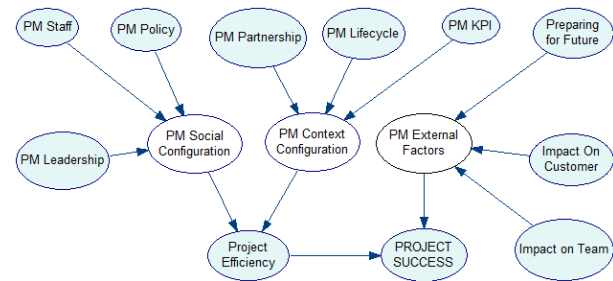 PM Staff
PM Policy
PM Partnership
PM Lifecycle
PM KPI
Preparing
for Future
PM Leadership
PM Social
Configuration
PM Context
Configuration
PM External
Factors
Impact On
Customer
Project
Efficiency
PROJECT
SUCCESS
Impact on Team